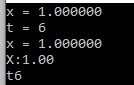 x = 1.000000
t = 6
x = 1.000000
X:1.00
t6